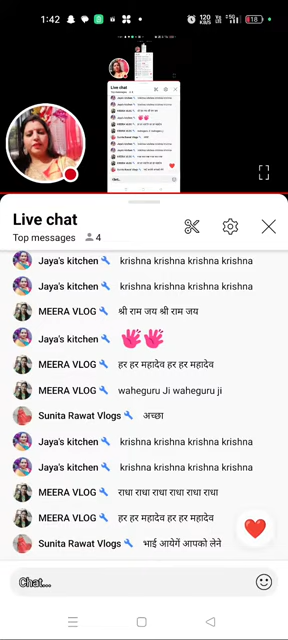 1:42
120 KB/S
5G
18
Live chat
Top messages 4
Jaya's kitchen krishna krishna krishna krishna
Jaya's kitchen krishna krishna krishna krishna
MEERA VLOG श्री राम जय श्री राम जय
Jaya's kitchen
MEERA VLOG हर हर महादेव हर हर महादेव
MEERA VLOG waheguru Ji waheguru ji
Sunita Rawat Vlogs अच्छा
Jaya's kitchen krishna krishna krishna krishna
Jaya's kitchen krishna krishna krishna krishna
MEERA VLOG राधा राधा राधा राधा राधा राधा
MEERA VLOG हर हर महादेव हर हर महादेव
Sunita Rawat Vlogs भाई आयेगें आपको लेने
Chat...